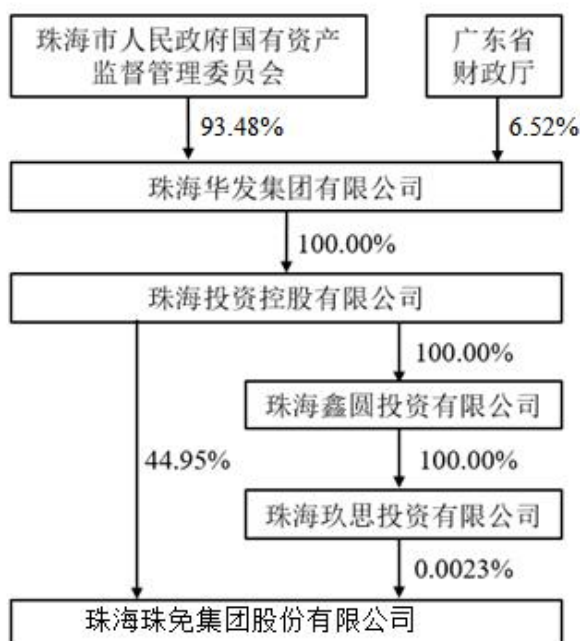 珠海市人民政府国有资产
监督管理委员会
广东省
财政厅
93.48%
6.52%
珠海华发集团有限公司
100.00%
珠海投资控股有限公司
100.00%
珠海鑫圆投资有限公司
44.95%
100.00%
珠海玖思投资有限公司
0.0023%
珠海珠免集团股份有限公司